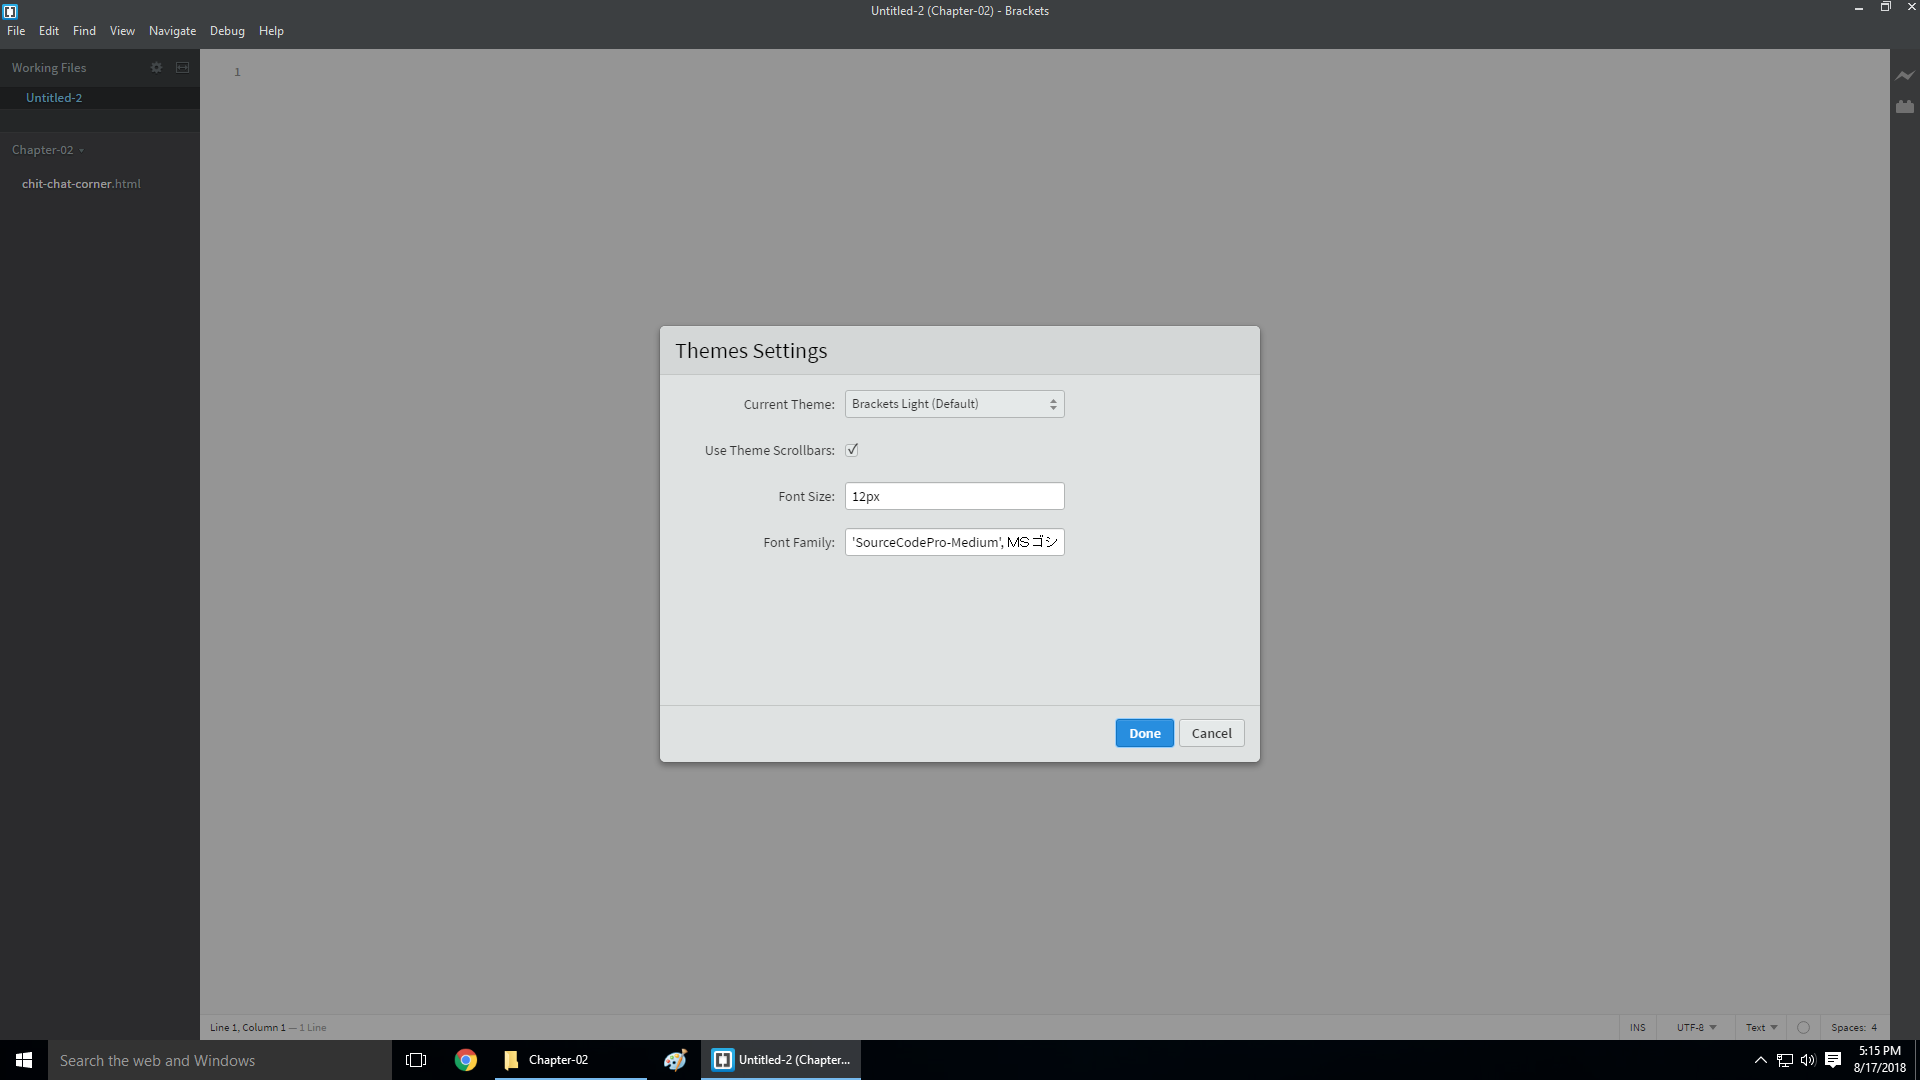 Untitled-2 (Chapter-02) - Brackets
File Edit Find View Navigate Debug Help
Working Files
Untitled-2
Chapter-02
chit-chat-corner.html
1
Themes Settings
Current Theme: Brackets Light (Default)
Use Theme Scrollbars:
Font Size: 12px
Font Family: 'SourceCodePro-Medium', MSゴシ
Done Cancel
Line 1, Column 1 — 1 Line
INS UTF-8 Text Spaces: 4
Search the web and Windows
Chapter-02
Untitled-2 (Chapter...
5:15 PM
8/17/2018